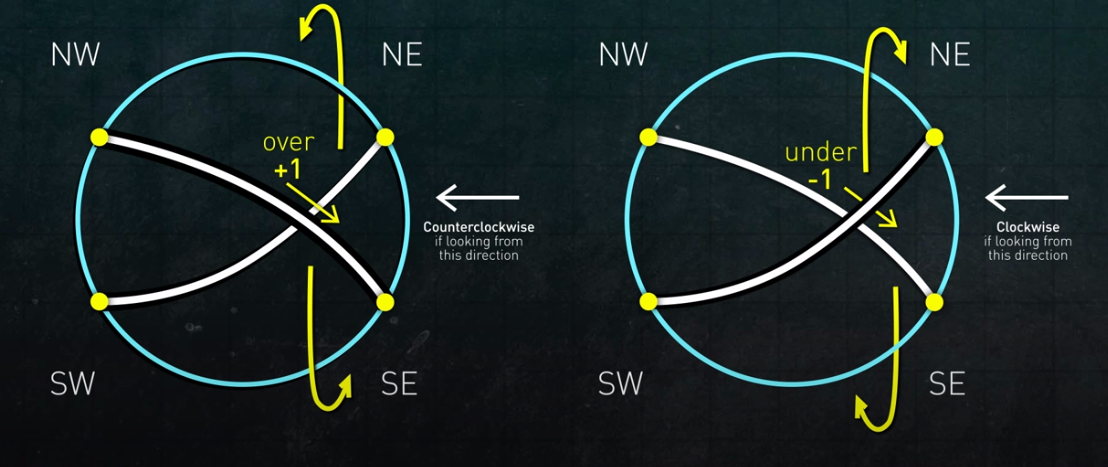 NW
NE
over
+1
Counterclockwise
if looking from
this direction
SW
SE
NW
NE
under
-1
Clockwise
if looking from
this direction
SW
SE